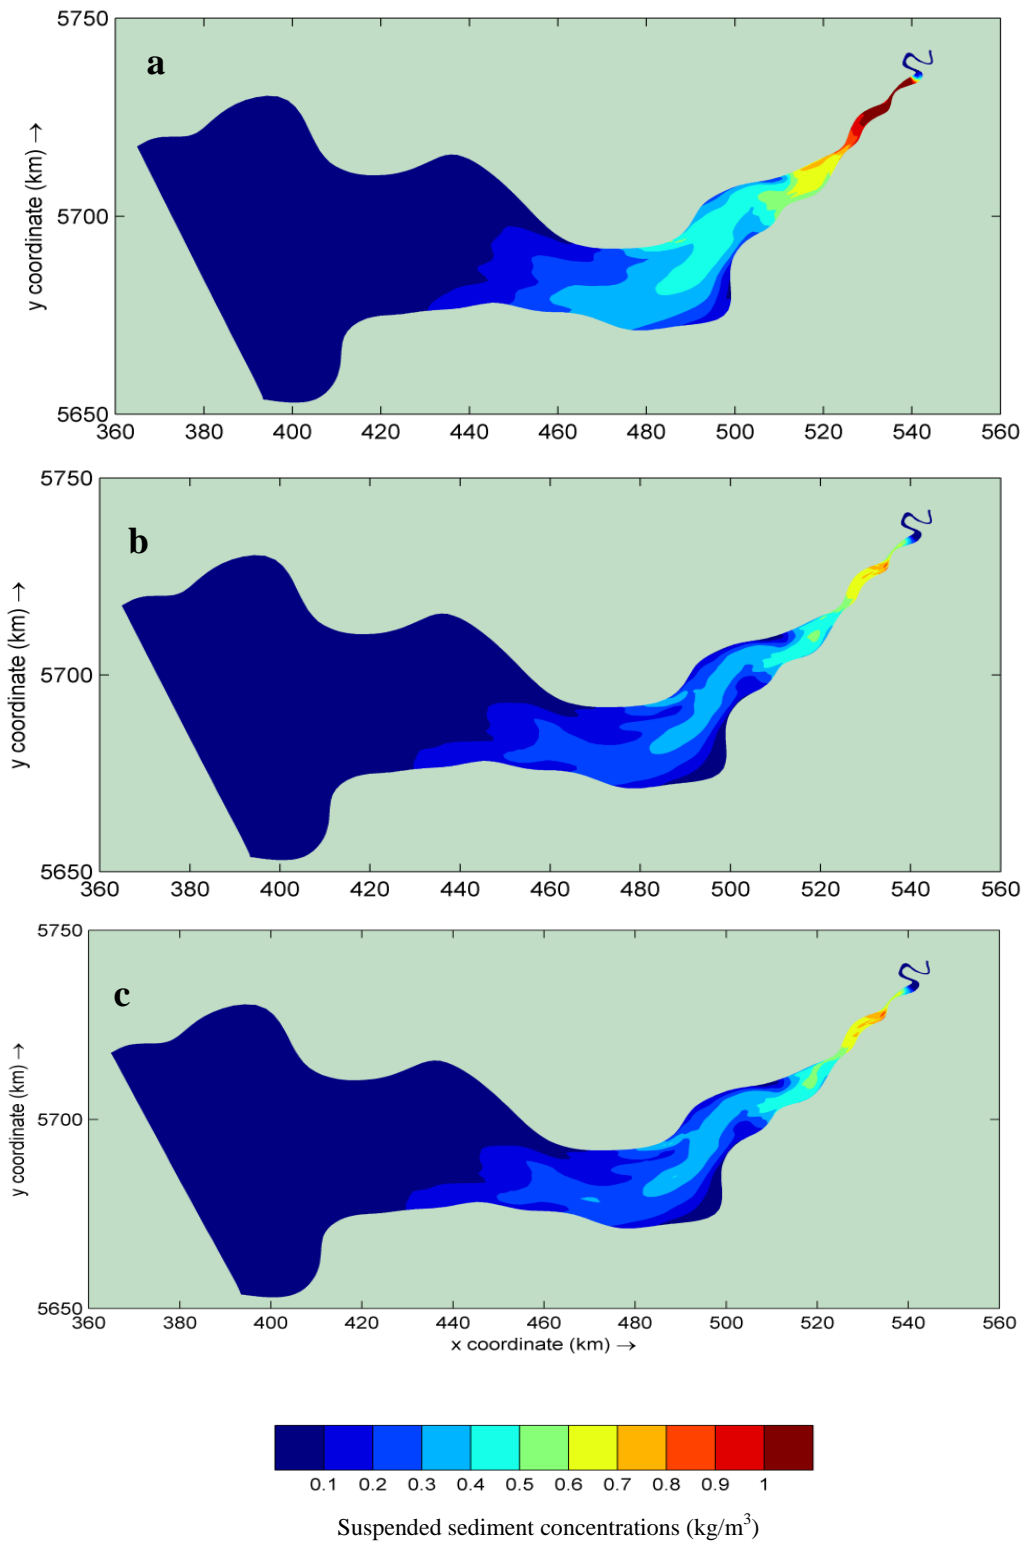 5750
a
y coordinate (km) →
5700
5650
360 380 400 420 440 460 480 500 520 540 560
5750
b
y coordinate (km) →
5700
5650
360 380 400 420 440 460 480 500 520 540 560
5750
c
y coordinate (km) →
5700
5650
360 380 400 420 440 460 480 500 520 540 560
x coordinate (km) →
0.1 0.2 0.3 0.4 0.5 0.6 0.7 0.8 0.9 1
Suspended sediment concentrations (kg/m³)